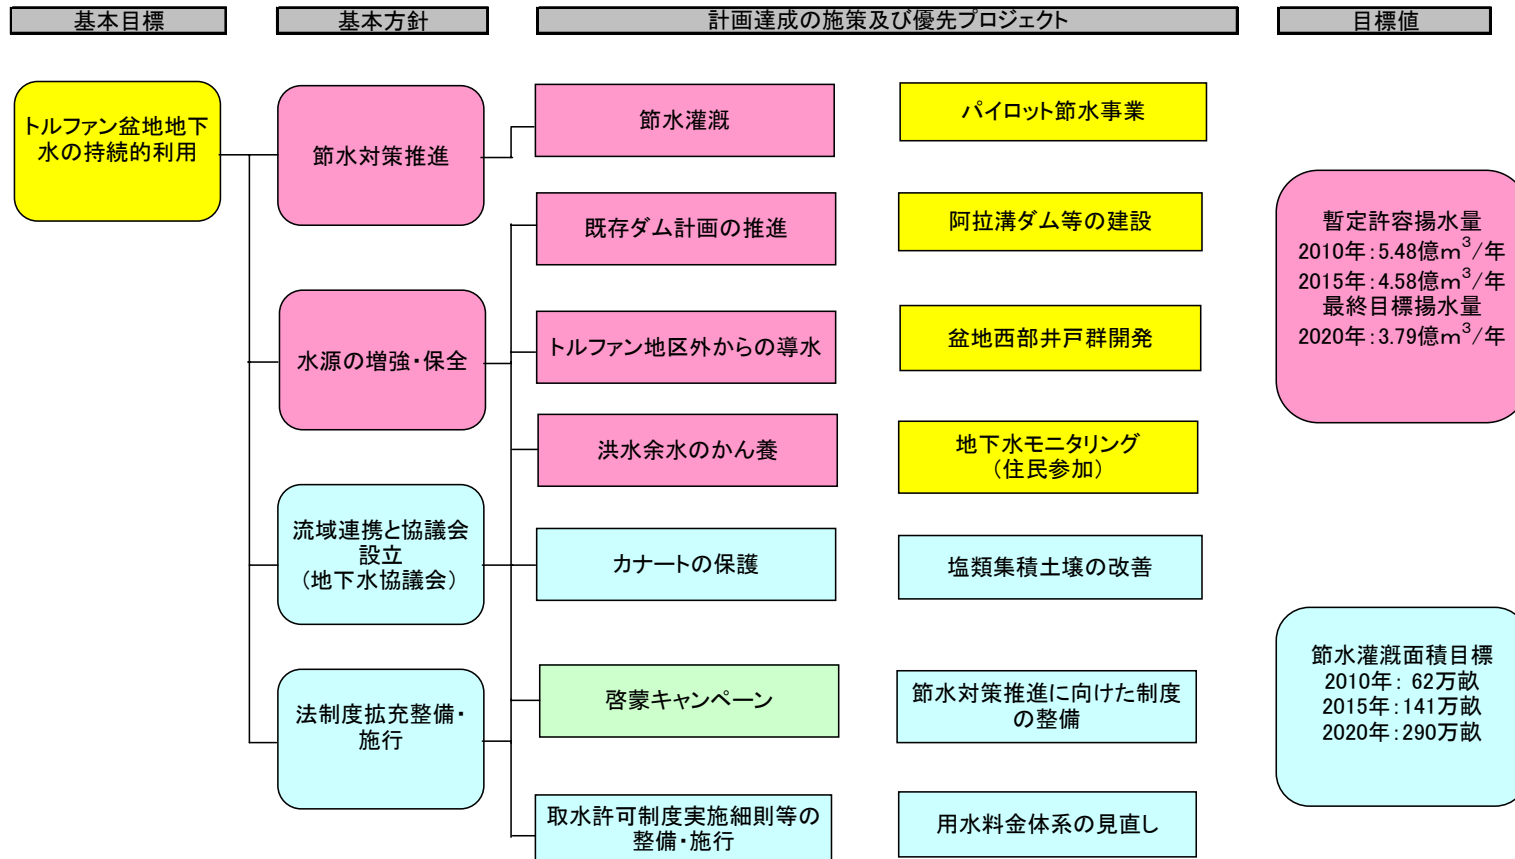 基本目標
基本方針
計画達成の施策及び優先プロジェクト
目標値
トルファン盆地地下
水の持続的利用
節水対策推進
水源の増強・保全
流域連携と協議会
設立
（地下水協議会）
法制度拡充整備・
施行
節水灌漑
既存ダム計画の推進
トルファン地区外からの導水
洪水余水のかん養
カナートの保護
啓蒙キャンペーン
取水許可制度実施細則等の
整備・施行
パイロット節水事業
阿拉溝ダム等の建設
盆地西部井戸群開発
地下水モニタリング
（住民参加）
塩類集積土壌の改善
節水対策推進に向けた制度
の整備
用水料金体系の見直し
暫定許容揚水量
2010年：5.48億m³/年
2015年：4.58億m³/年
最終目標揚水量
2020年：3.79億m³/年
節水灌漑面積目標
2010年： 62万畝
2015年：141万畝
2020年：290万畝